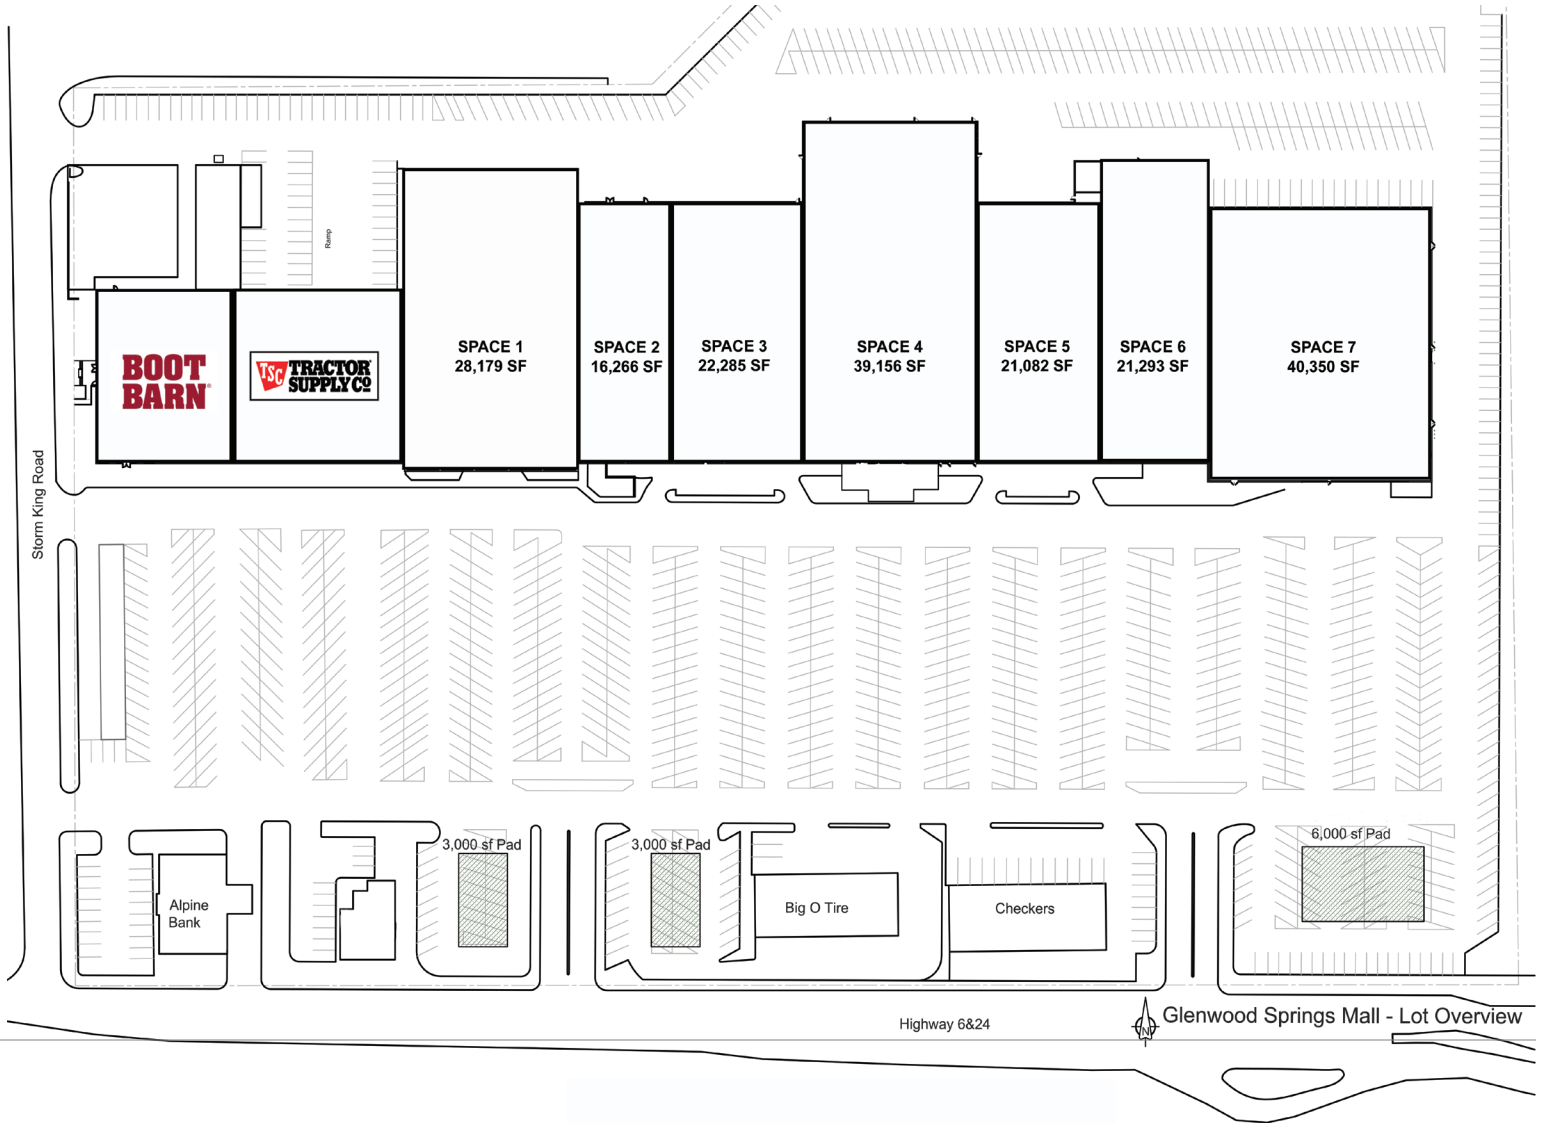 Ramp
SPACE 1
28,179 SF
SPACE 2
16,266 SF
SPACE 3
22,285 SF
SPACE 4
39,156 SF
SPACE 5
21,082 SF
SPACE 6
21,293 SF
SPACE 7
40,350 SF
BOOT
BARN®
TSC TRACTOR
SUPPLY CO
Storm King Road
3,000 sf Pad
3,000 sf Pad
6,000 sf Pad
Alpine
Bank
Big O Tire
Checkers
Highway 6&24
N
Glenwood Springs Mall - Lot Overview